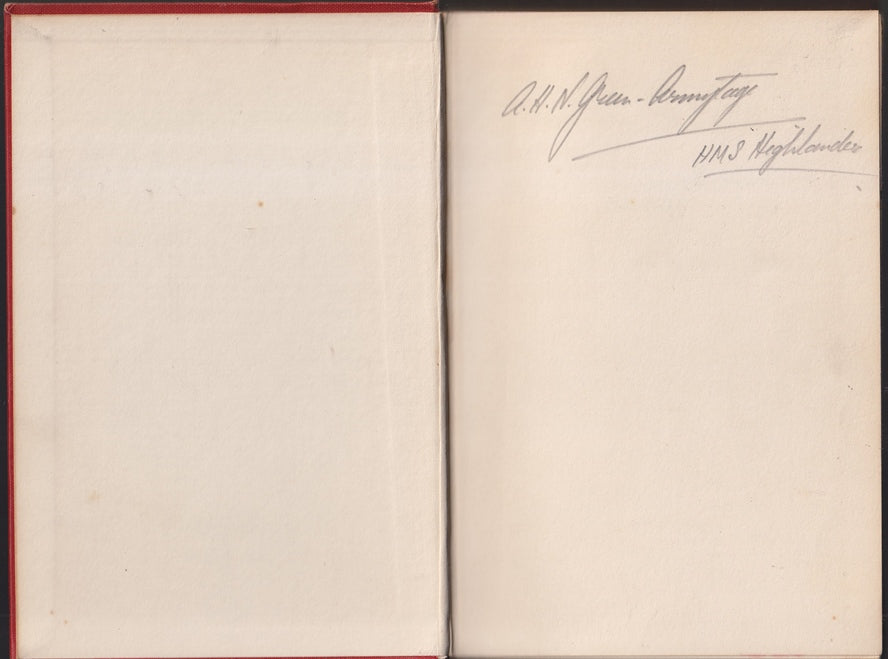 A. H. N. Green-Armytage
HMS Highlander